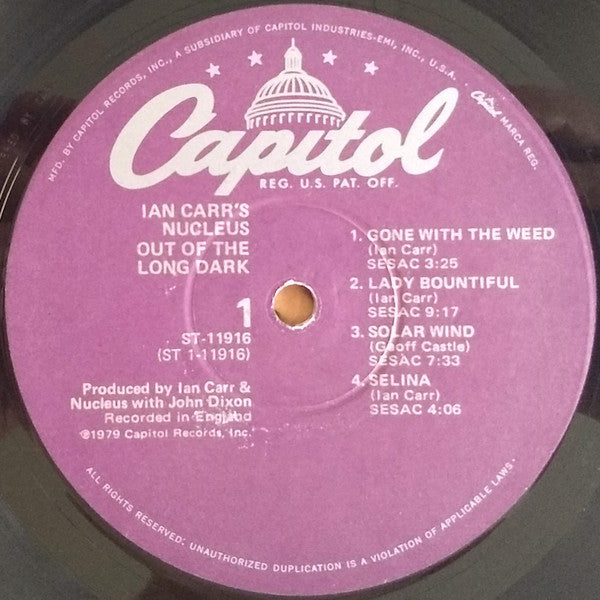 MFD. BY CAPITOL RECORDS, INC., A SUBSIDIARY OF CAPITOL INDUSTRIES-EMI, INC., U.S.A.
Capitol MARCA REG.
Capitol
REG. U.S. PAT. OFF.
IAN CARR'S
NUCLEUS
OUT OF THE
LONG DARK
1
ST-11916
(ST 1-11916)
Produced by Ian Carr &
Nucleus with John Dixon
Recorded in England
℗1979 Capitol Records, Inc.
1. GONE WITH THE WEED
(Ian Carr)
SESAC 3:25
2. LADY BOUNTIFUL
(Ian Carr)
SESAC 9:17
3. SOLAR WIND
(Geoff Castle)
SESAC 7:33
4. SELINA
(Ian Carr)
SESAC 4:06
ALL RIGHTS RESERVED: UNAUTHORIZED DUPLICATION IS A VIOLATION OF APPLICABLE LAWS.